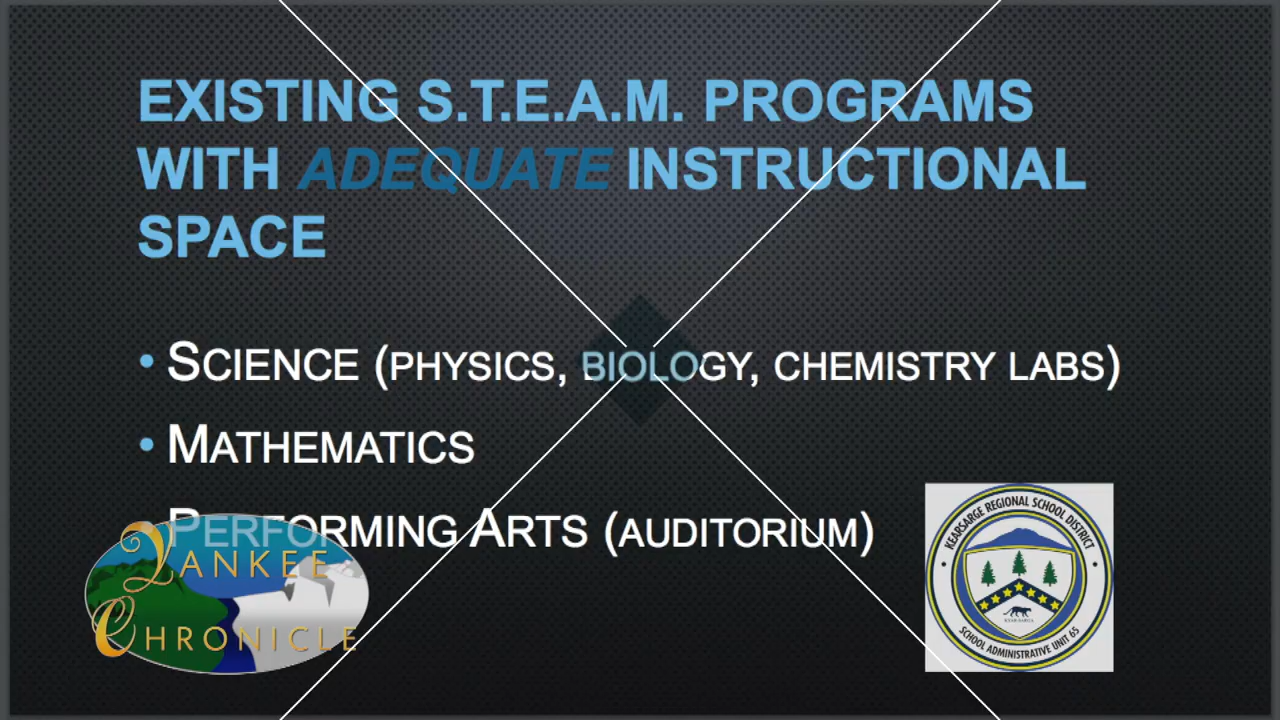 EXISTING S.T.E.A.M. PROGRAMS
WITH ADEQUATE INSTRUCTIONAL
SPACE
• SCIENCE (PHYSICS, BIOLOGY, CHEMISTRY LABS)
• MATHEMATICS
• PERFORMING ARTS (AUDITORIUM)
YANKEE
CHRONICLE
KEARSARGE REGIONAL SCHOOL DISTRICT
SCHOOL ADMINISTRATIVE UNIT 65